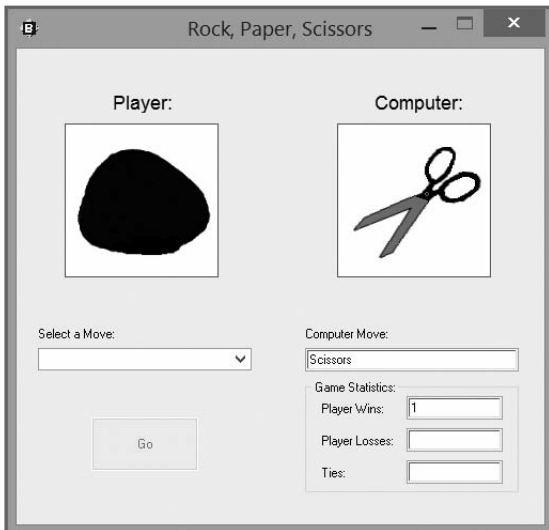 B
Rock, Paper, Scissors
Player:
Computer:
Select a Move:
Computer Move:
Scissors
Game Statistics:
Player Wins: 1
Player Losses:
Ties:
Go